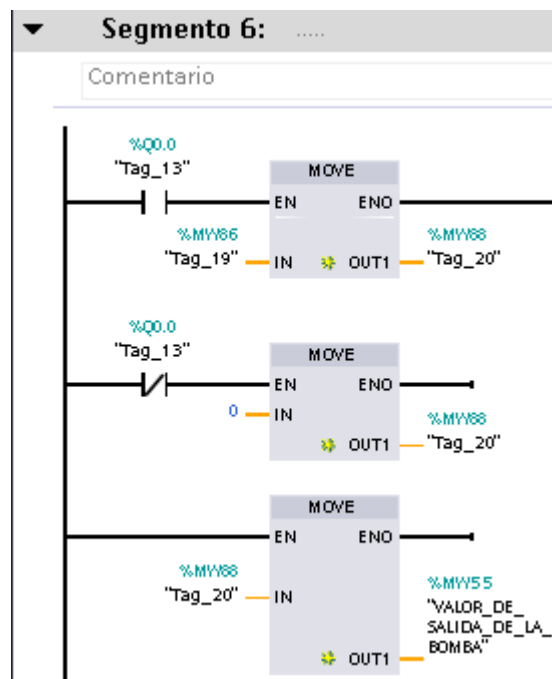 Segmento 6: .....
Comentario
%Q0.0
"Tag_13"
MOVE
EN ENO
%MW86
"Tag_19" IN OUT1
%MW88
"Tag_20"
%Q0.0
"Tag_13"
MOVE
EN ENO
0 IN
OUT1
%MW88
"Tag_20"
MOVE
EN ENO
%MW88
"Tag_20" IN
OUT1
%MW55
"VALOR_DE_
SALIDA_DE_LA_
BOMBA"